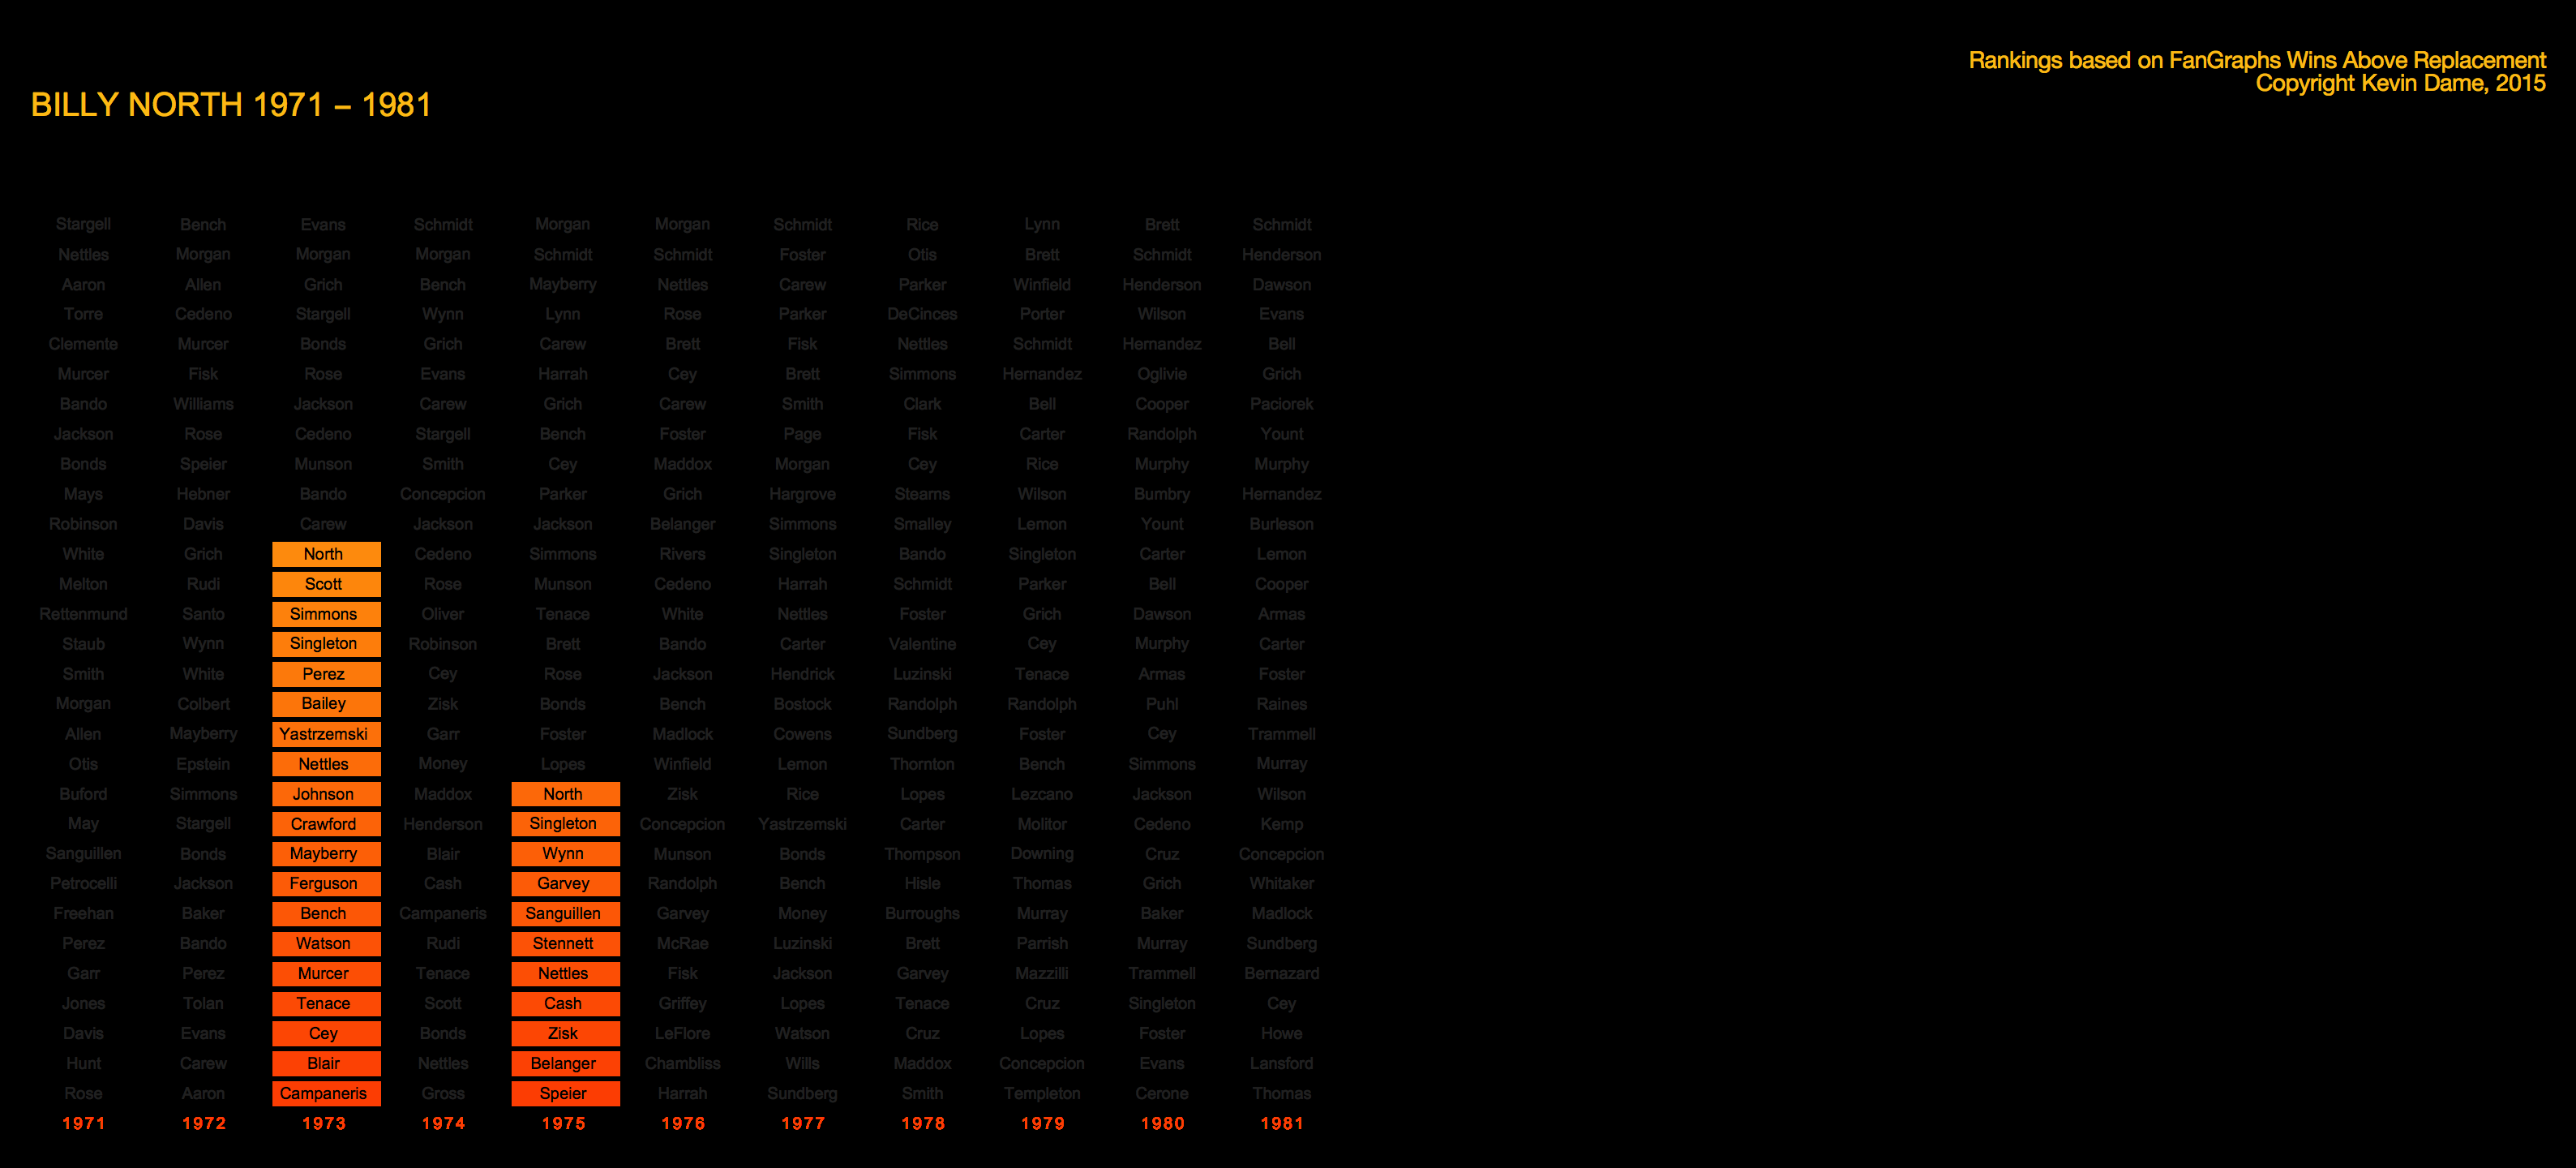 Rankings based on FanGraphs Wins Above Replacement
Copyright Kevin Dame, 2015
BILLY NORTH 1971 – 1981
Stargell Bench Evans Schmidt Morgan Morgan Schmidt Rice Lynn Brett Schmidt
Nettles Morgan Morgan Morgan Schmidt Schmidt Foster Otis Brett Schmidt Henderson
Aaron Allen Grich Bench Mayberry Nettles Carew Parker Winfield Henderson Dawson
Torre Cedeno Stargell Wynn Lynn Rose Parker DeCinces Porter Wilson Evans
Clemente Murcer Bonds Grich Carew Brett Fisk Nettles Schmidt Hernandez Bell
Murcer Fisk Rose Evans Harrah Cey Brett Simmons Hernandez Oglivie Grich
Bando Williams Jackson Carew Grich Carew Smith Clark Bell Cooper Paciorek
Jackson Rose Cedeno Stargell Bench Foster Page Fisk Carter Randolph Yount
Bonds Speier Munson Smith Cey Maddox Morgan Cey Rice Murphy Murphy
Mays Hebner Bando Concepcion Parker Grich Hargrove Stearns Wilson Bumbry Hernandez
Robinson Davis Carew Jackson Jackson Belanger Simmons Smalley Lemon Yount Burleson
White Grich North Cedeno Simmons Rivers Singleton Bando Singleton Carter Lemon
Melton Rudi Scott Rose Munson Cedeno Harrah Schmidt Parker Bell Cooper
Rettenmund Santo Simmons Oliver Tenace White Nettles Foster Grich Dawson Armas
Staub Wynn Singleton Robinson Brett Bando Carter Valentine Cey Murphy Carter
Smith White Perez Cey Rose Jackson Hendrick Luzinski Tenace Armas Foster
Morgan Colbert Bailey Zisk Bonds Bench Bostock Randolph Randolph Puhl Raines
Allen Mayberry Yastrzemski Garr Foster Madlock Cowens Sundberg Foster Cey Trammell
Otis Epstein Nettles Money Lopes Winfield Lemon Thornton Bench Simmons Murray
Buford Simmons Johnson Maddox North Zisk Rice Lopes Lezcano Jackson Wilson
May Stargell Crawford Henderson Singleton Concepcion Yastrzemski Carter Molitor Cedeno Kemp
Sanguillen Bonds Mayberry Blair Wynn Munson Bonds Thompson Downing Cruz Concepcion
Petrocelli Jackson Ferguson Cash Garvey Randolph Bench Hisle Thomas Grich Whitaker
Freehan Baker Bench Campaneris Sanguillen Garvey Money Burroughs Murray Baker Madlock
Perez Bando Watson Rudi Stennett McRae Luzinski Brett Parrish Murray Sundberg
Garr Perez Murcer Tenace Nettles Fisk Jackson Garvey Mazzilli Trammell Bernazard
Jones Tolan Tenace Scott Cash Griffey Lopes Tenace Cruz Singleton Cey
Davis Evans Cey Bonds Zisk LeFlore Watson Cruz Lopes Foster Howe
Hunt Carew Blair Nettles Belanger Chambliss Wills Maddox Concepcion Evans Lansford
Rose Aaron Campaneris Gross Speier Harrah Sundberg Smith Templeton Cerone Thomas
1971 1972 1973 1974 1975 1976 1977 1978 1979 1980 1981